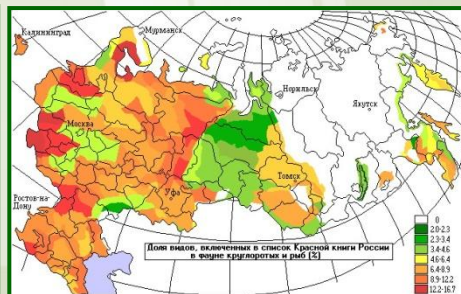 Калининград
Мурманск
Норильск
Якутск
Москва
Томск
Уфа
Ростов-на-
Дону
Доля видов, включенных в список Красной книги России
в фауне круглоротых и рыб (%)
0
2.0-2.3
2.3-3.4
3.4-4.6
4.6-6.4
6.4-8.9
8.9-12.2
12.2-16.7